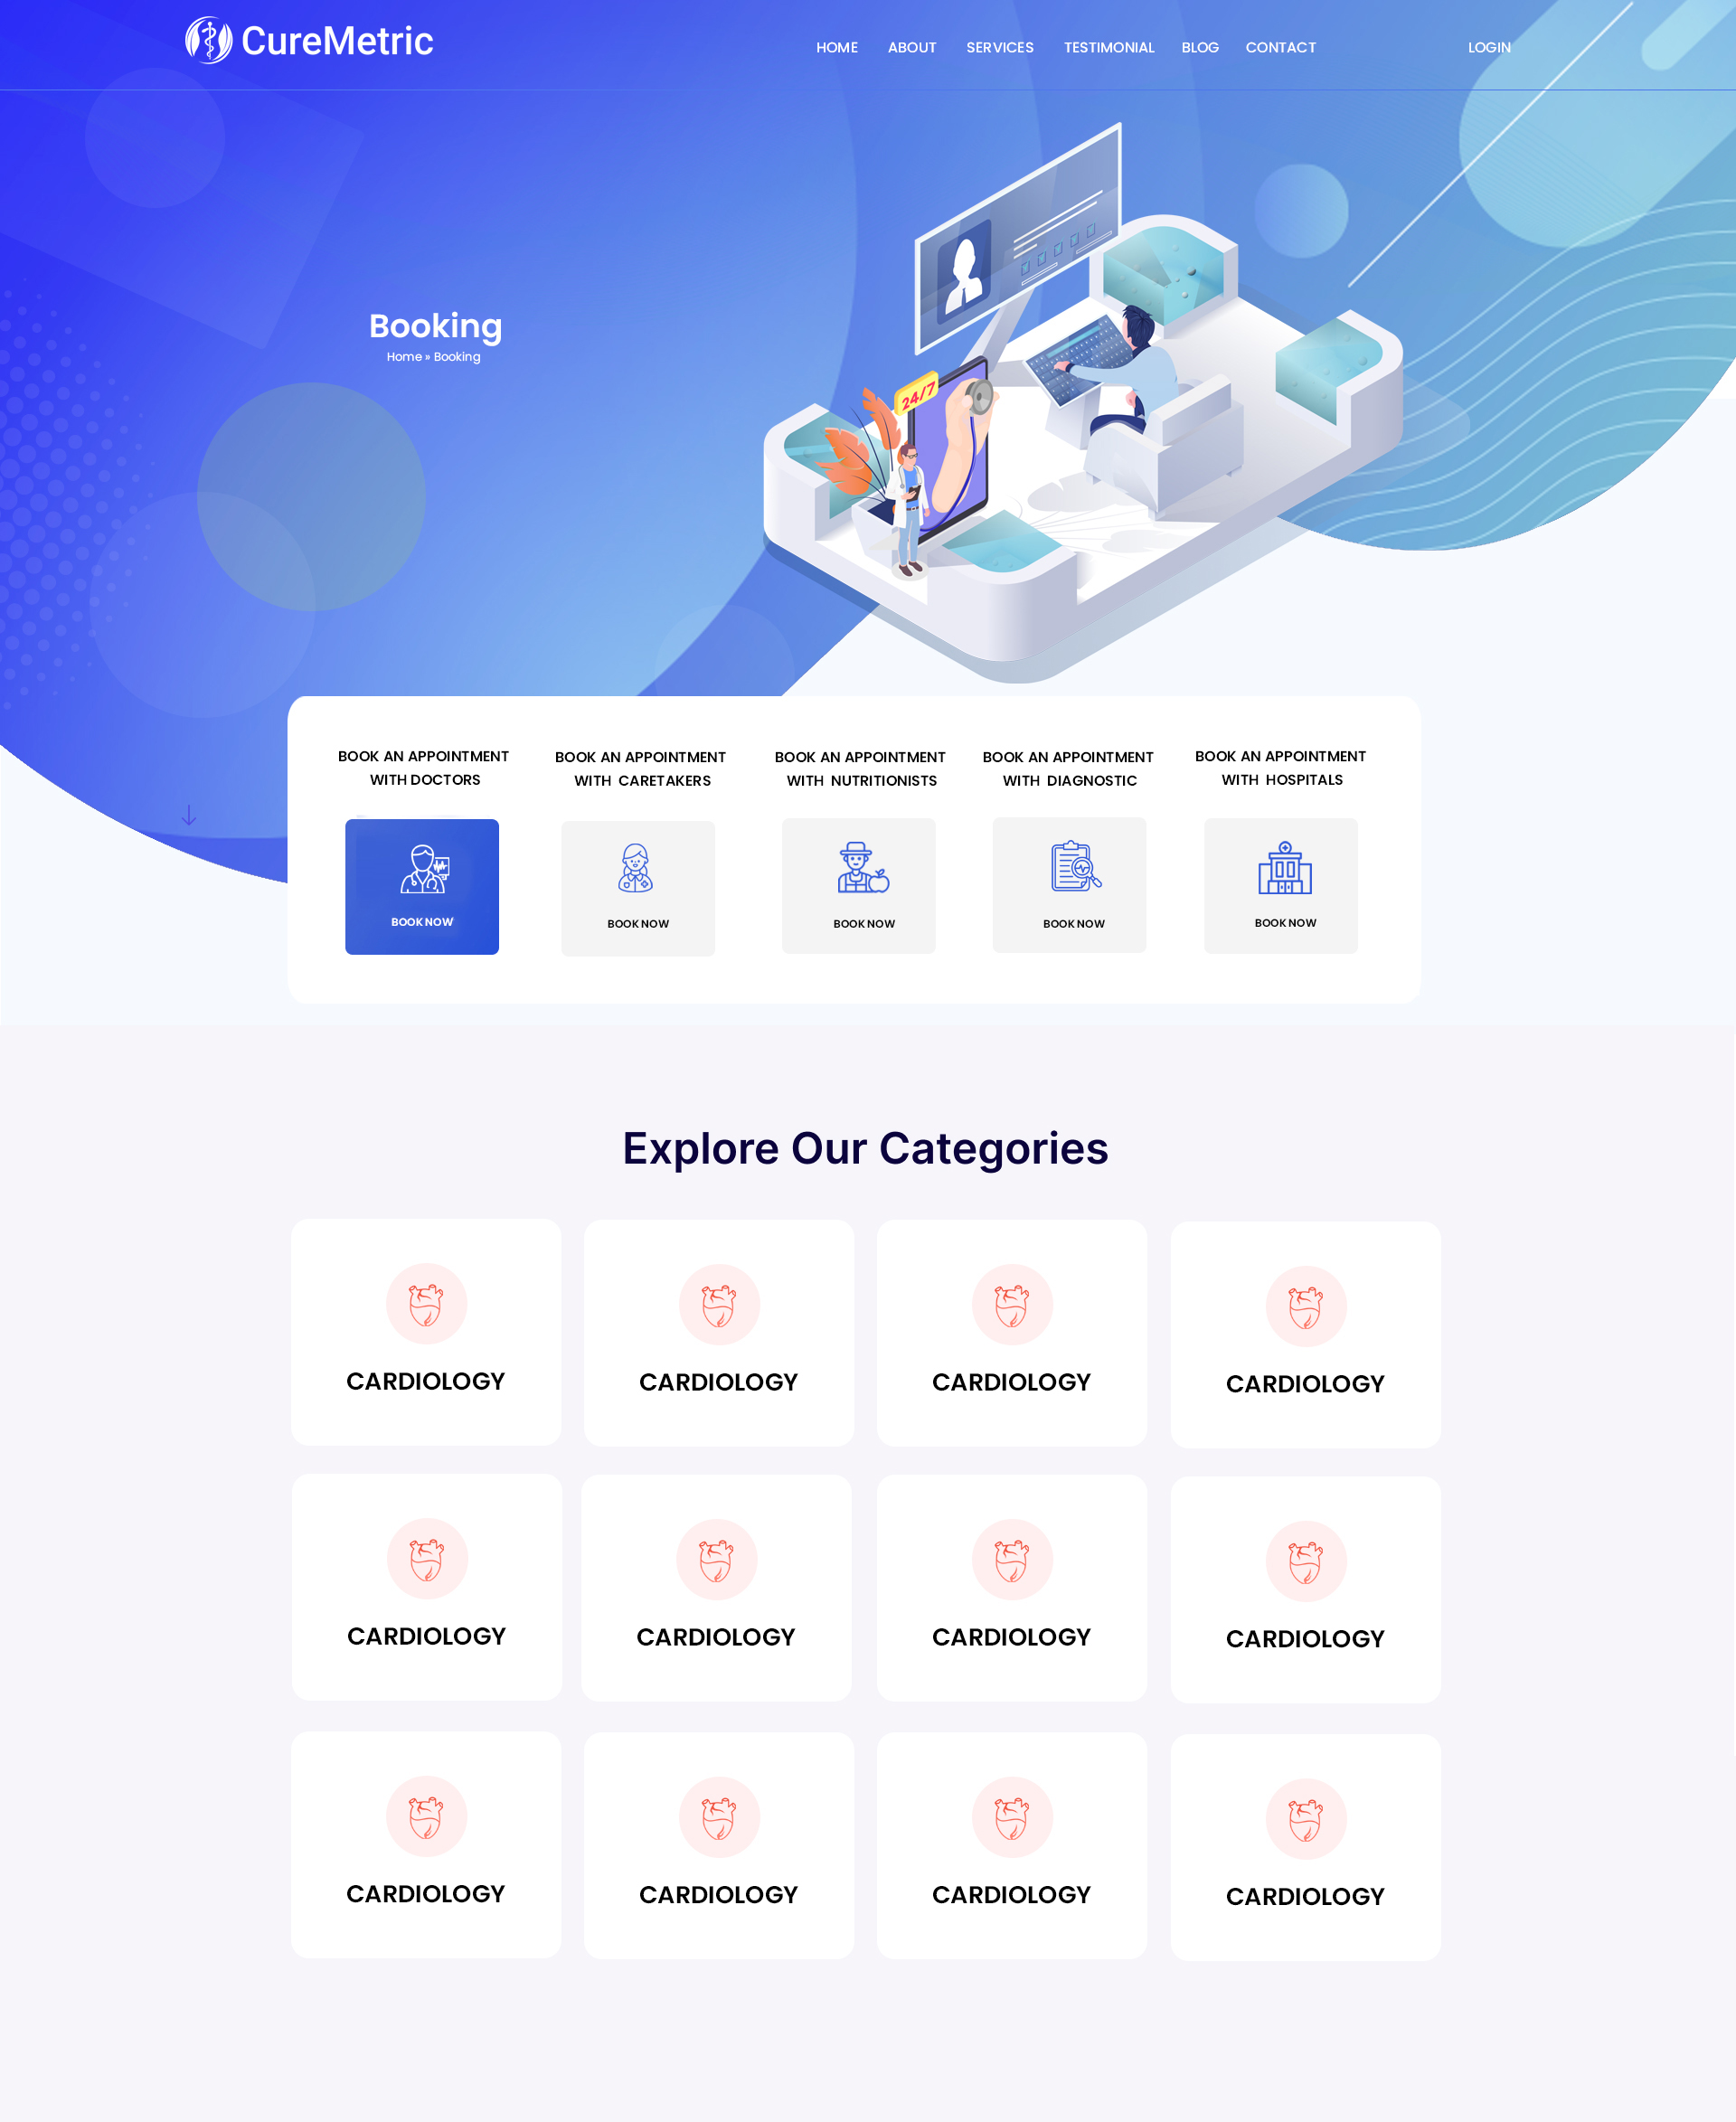 CureMetric
HOME ABOUT SERVICES TESTIMONIAL BLOG CONTACT LOGIN
24/7
Booking
Home » Booking
BOOK AN APPOINTMENT
WITH DOCTORS
BOOK NOW
BOOK AN APPOINTMENT
WITH CARETAKERS
BOOK NOW
BOOK AN APPOINTMENT
WITH NUTRITIONISTS
BOOK NOW
BOOK AN APPOINTMENT
WITH DIAGNOSTIC
BOOK NOW
BOOK AN APPOINTMENT
WITH HOSPITALS
BOOK NOW
Explore Our Categories
CARDIOLOGY
CARDIOLOGY
CARDIOLOGY
CARDIOLOGY
CARDIOLOGY
CARDIOLOGY
CARDIOLOGY
CARDIOLOGY
CARDIOLOGY
CARDIOLOGY
CARDIOLOGY
CARDIOLOGY